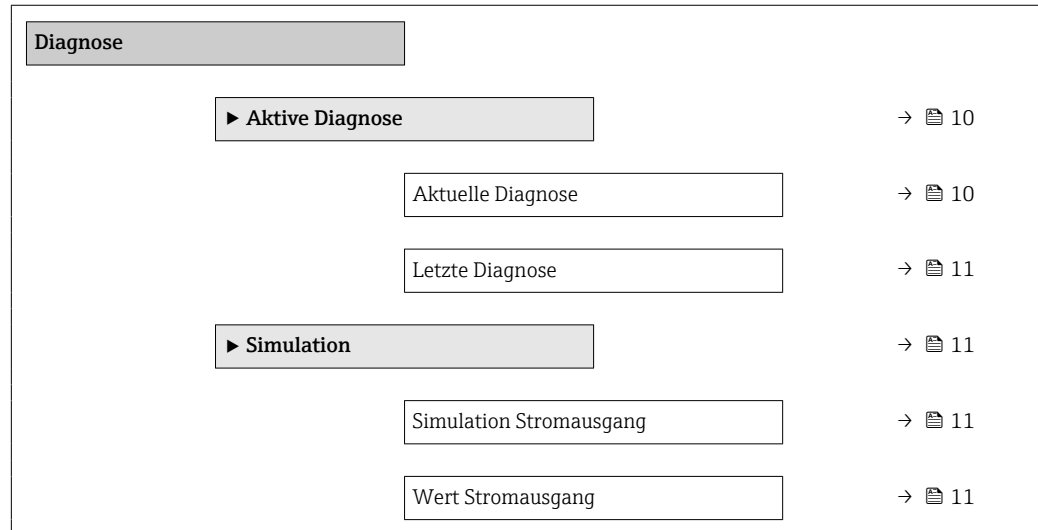 Diagnose
▶ Aktive Diagnose → 10
Aktuelle Diagnose → 10
Letzte Diagnose → 11
▶ Simulation → 11
Simulation Stromausgang → 11
Wert Stromausgang → 11